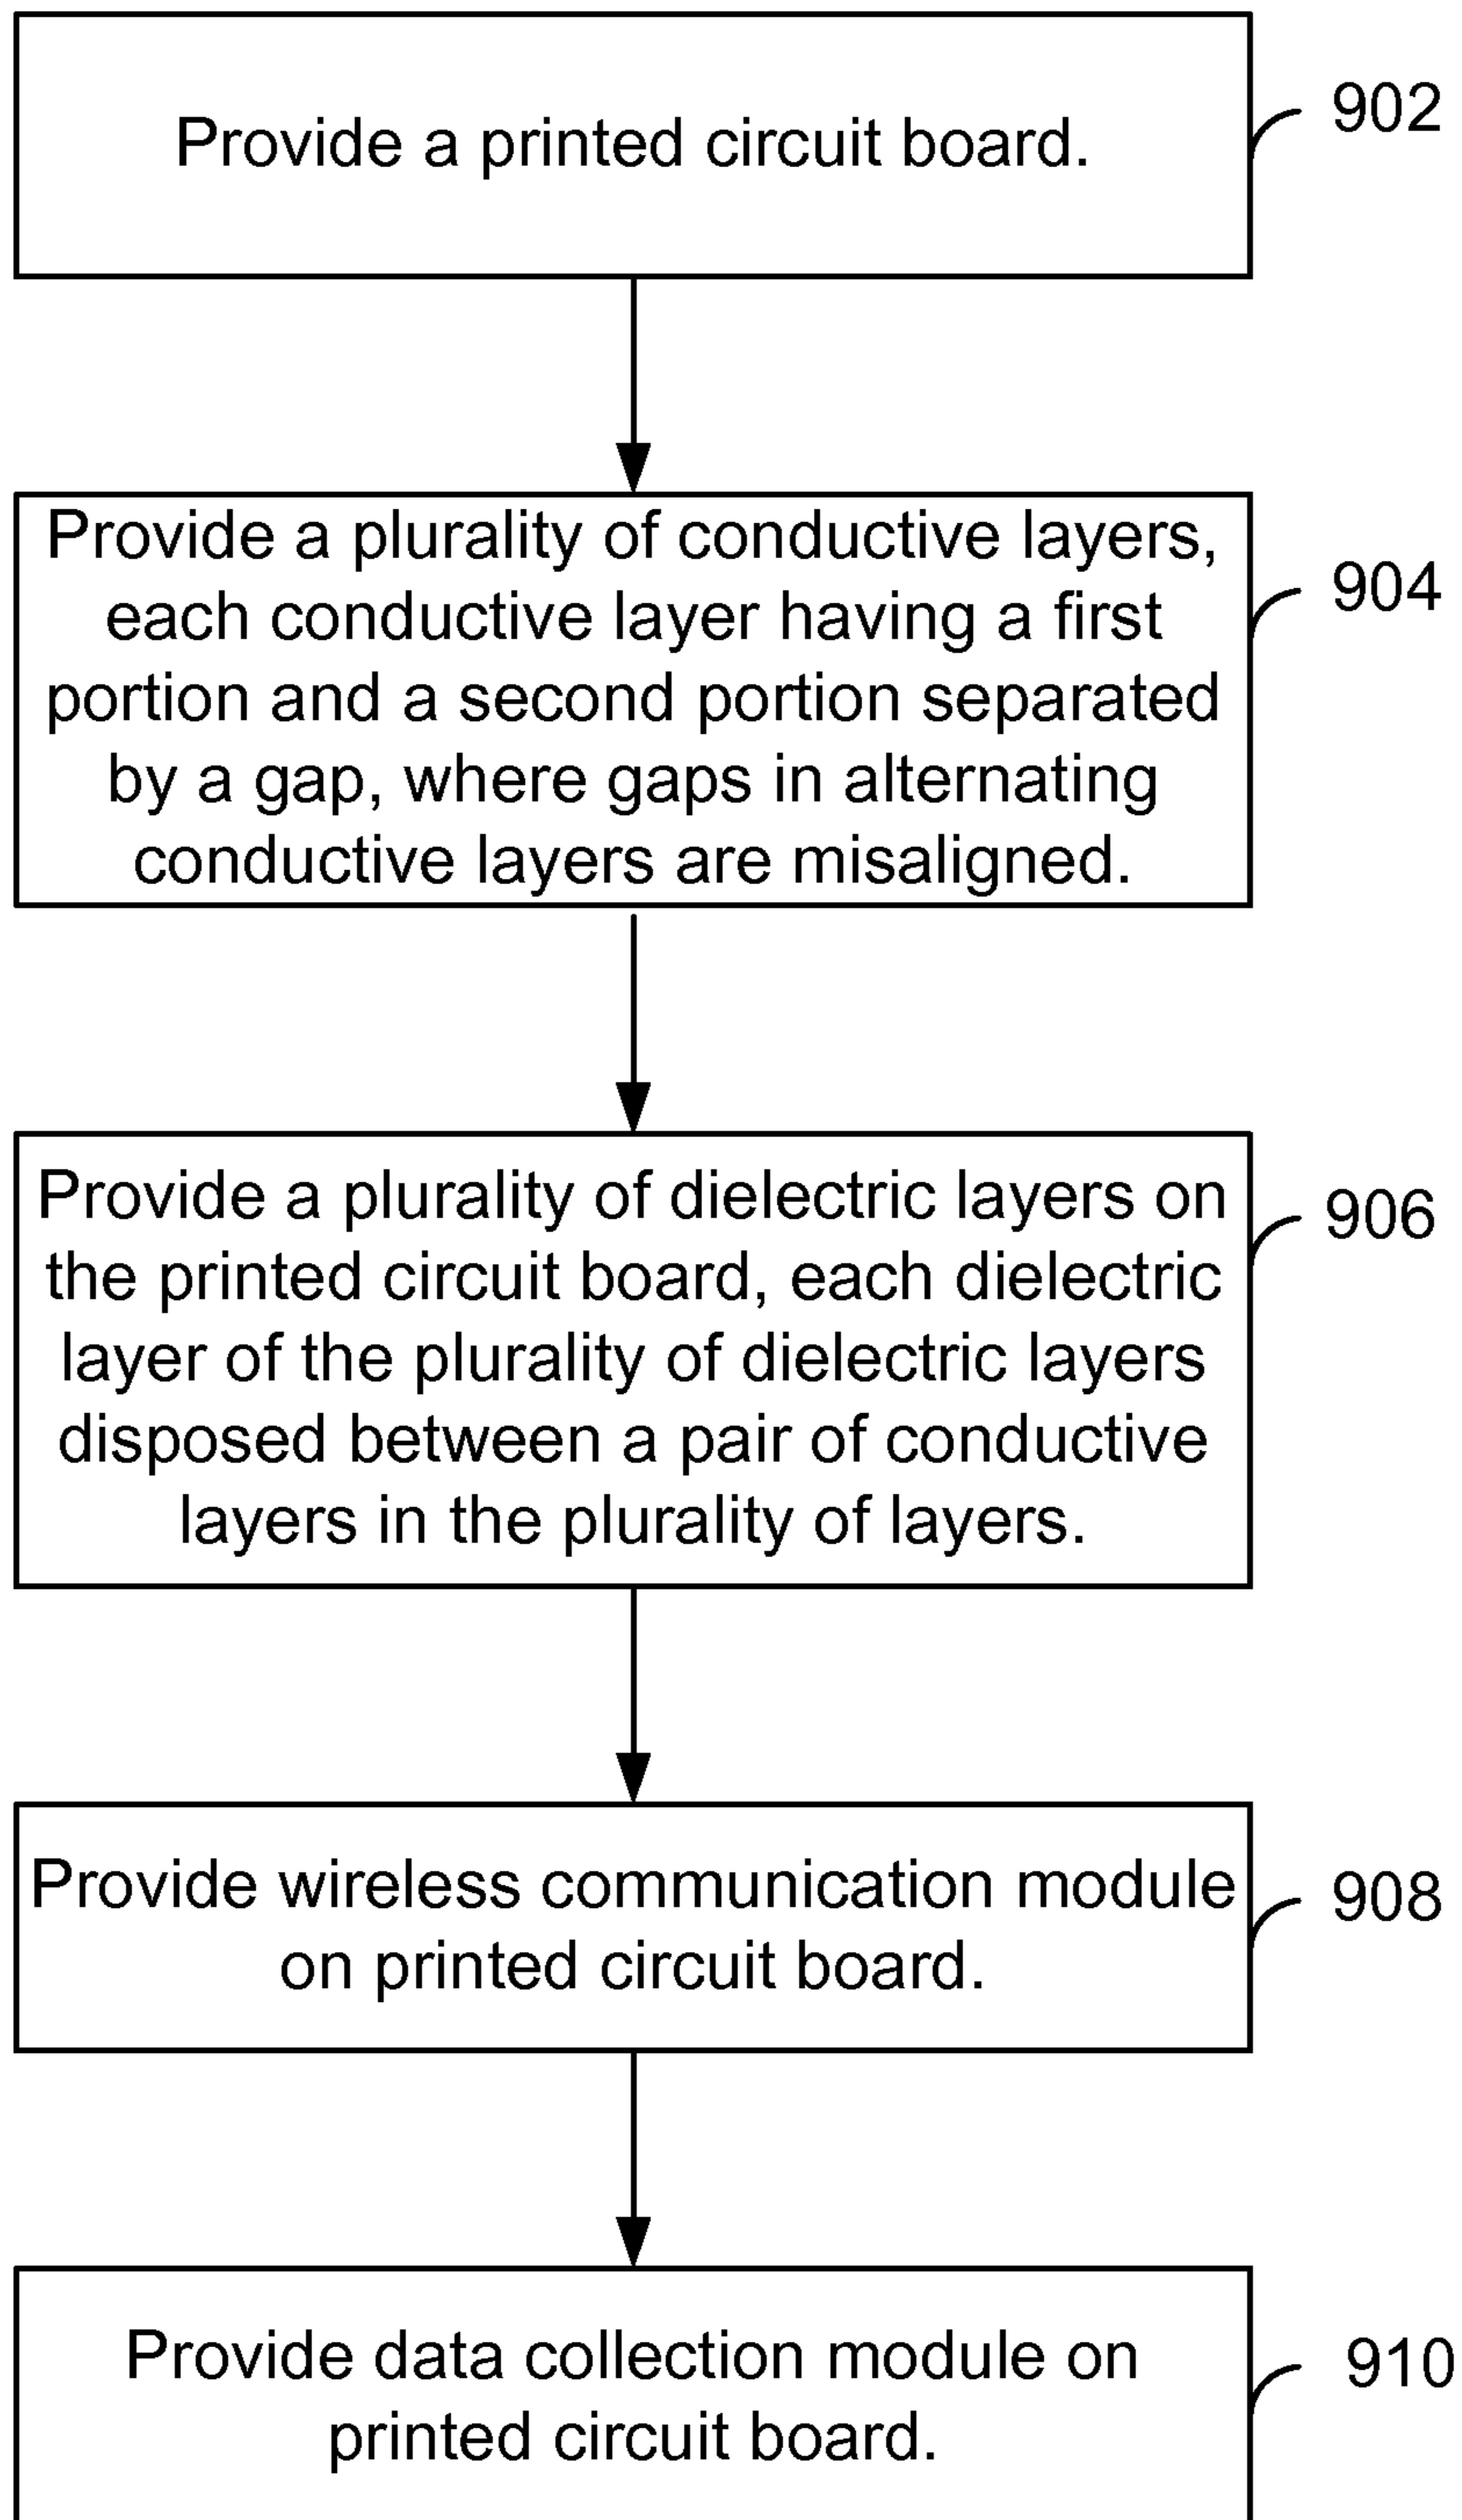 Provide a printed circuit board.
902
Provide a plurality of conductive layers,
each conductive layer having a first
portion and a second portion separated
by a gap, where gaps in alternating
conductive layers are misaligned.
904
Provide a plurality of dielectric layers on
the printed circuit board, each dielectric
layer of the plurality of dielectric layers
disposed between a pair of conductive
layers in the plurality of layers.
906
Provide wireless communication module
on printed circuit board.
908
Provide data collection module on
printed circuit board.
910